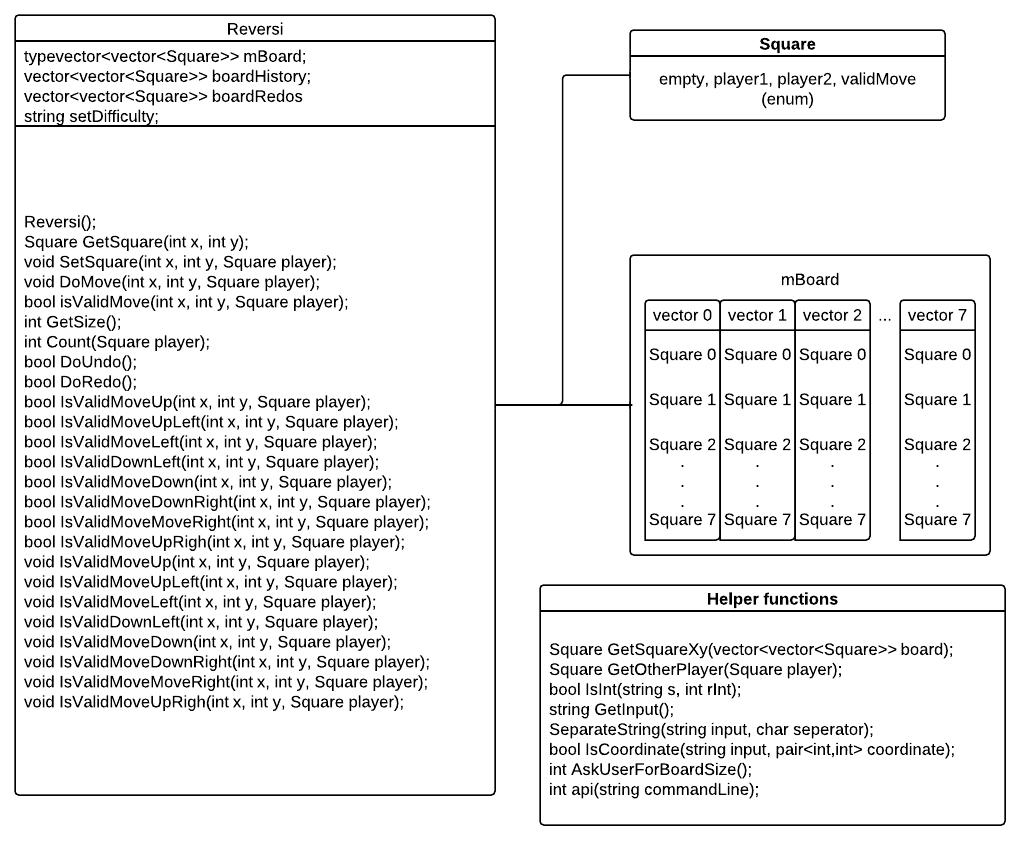 Reversi
typevector<vector<Square>> mBoard;
vector<vector<Square>> boardHistory;
vector<vector<Square>> boardRedos
string setDifficulty;
Reversi();
Square GetSquare(int x, int y);
void SetSquare(int x, int y, Square player);
void DoMove(int x, int y, Square player);
bool isValidMove(int x, int y, Square player);
int GetSize();
int Count(Square player);
bool DoUndo();
bool DoRedo();
bool IsValidMoveUp(int x, int y, Square player);
bool IsValidMoveUpLeft(int x, int y, Square player);
bool IsValidMoveLeft(int x, int y, Square player);
bool IsValidDownLeft(int x, int y, Square player);
bool IsValidMoveDown(int x, int y, Square player);
bool IsValidMoveDownRight(int x, int y, Square player);
bool IsValidMoveMoveRight(int x, int y, Square player);
bool IsValidMoveUpRigh(int x, int y, Square player);
void IsValidMoveUp(int x, int y, Square player);
void IsValidMoveUpLeft(int x, int y, Square player);
void IsValidMoveLeft(int x, int y, Square player);
void IsValidDownLeft(int x, int y, Square player);
void IsValidMoveDown(int x, int y, Square player);
void IsValidMoveDownRight(int x, int y, Square player);
void IsValidMoveMoveRight(int x, int y, Square player);
void IsValidMoveUpRigh(int x, int y, Square player);
Square
empty, player1, player2, validMove
(enum)
mBoard
vector 0 vector 1 vector 2 ... vector 7
Square 0 Square 0 Square 0 Square 0
Square 1 Square 1 Square 1 Square 1
Square 2 Square 2 Square 2 Square 2
. . . .
. . . .
. . . .
Square 7 Square 7 Square 7 Square 7
Helper functions
Square GetSquareXy(vector<vector<Square>> board);
Square GetOtherPlayer(Square player);
bool IsInt(string s, int rInt);
string GetInput();
SeparateString(string input, char seperator);
bool IsCoordinate(string input, pair<int,int> coordinate);
int AskUserForBoardSize();
int api(string commandLine);